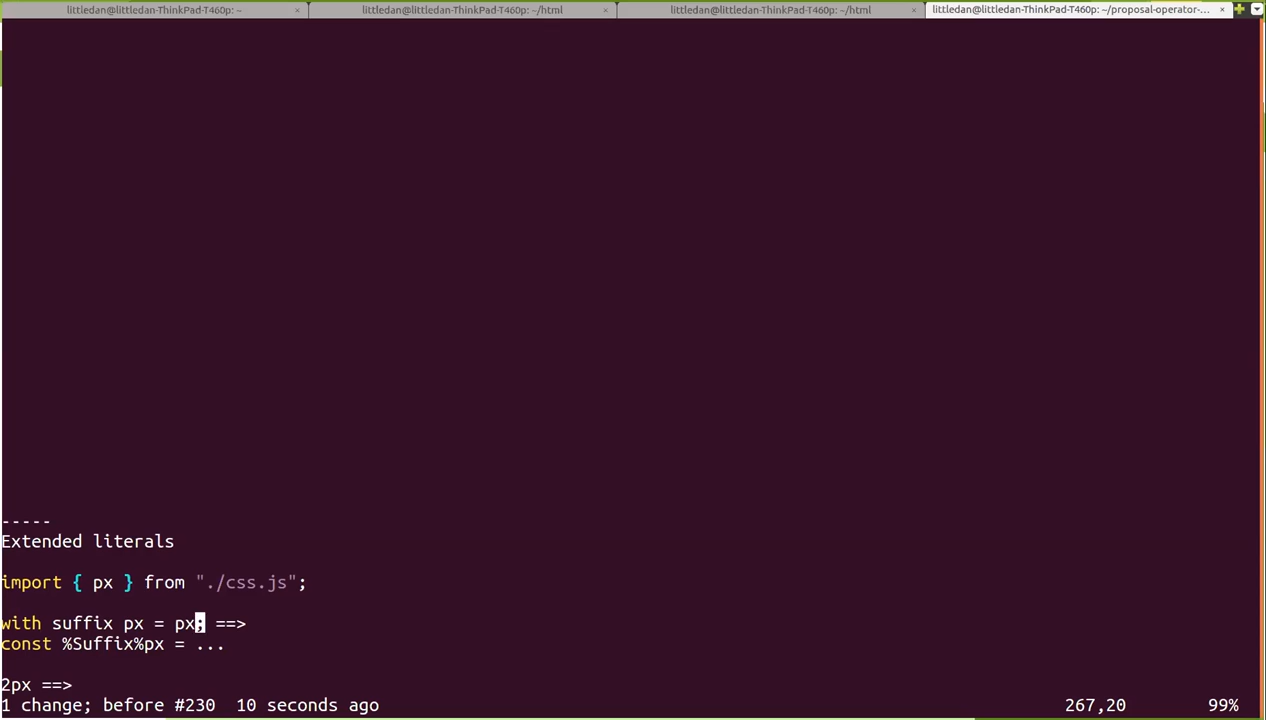 littledan@littledan-ThinkPad-T460p: ~ ×
littledan@littledan-ThinkPad-T460p: ~/html ×
littledan@littledan-ThinkPad-T460p: ~/html ×
littledan@littledan-ThinkPad-T460p: ~/proposal-operator-... ×
-----
Extended literals
import { px } from "./css.js";
with suffix px = px; ==>
const %Suffix%px = ...
2px ==>
1 change; before #230 10 seconds ago 267,20 99%